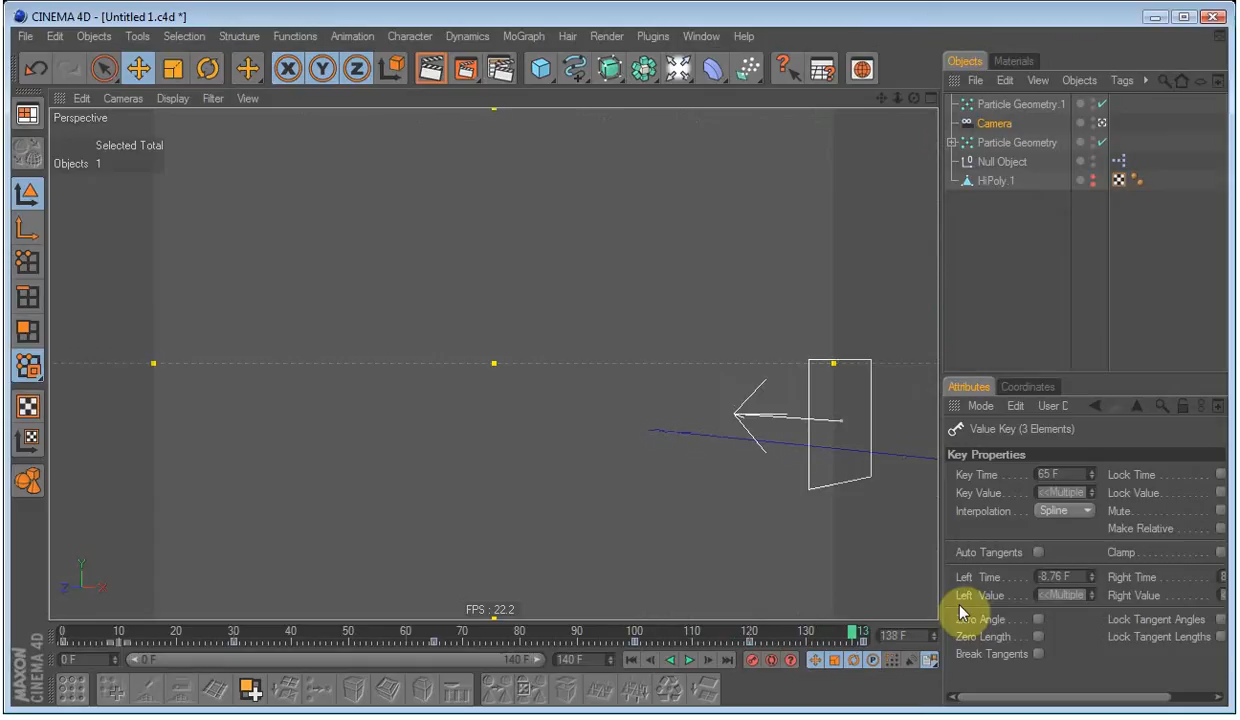 CINEMA 4D - [Untitled 1.c4d *]
File Edit Objects Tools Selection Structure Functions Animation Character Dynamics MoGraph Hair Render Plugins Window Help
X Y Z
Objects Materials
Edit Cameras Display Filter View
File Edit View Objects Tags
Perspective
Selected Total
Objects 1
Particle Geometry.1
Camera
Particle Geometry
Null Object
HiPoly.1
Attributes Coordinates
Mode Edit User D
Value Key (3 Elements)
Key Properties
Key Time 65 F Lock Time
Key Value <<Multiple Lock Value
Interpolation Spline Mute
Make Relative
Auto Tangents Clamp
Left Time -8.76 F Right Time 8
Left Value <<Multiple Right Value
Zero Angle Lock Tangent Angles
Zero Length Lock Tangent Lengths
Break Tangents
Y
Z X
FPS : 22.2
0 10 20 30 40 50 60 70 80 90 100 110 120 130 13 138 F
0 F 0 F 140 F 140 F
MAXON
CINEMA 4D